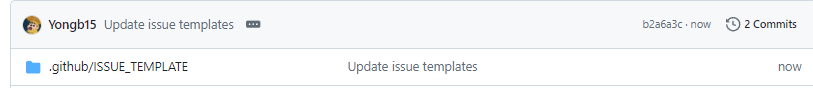 Yongb15 Update issue templates b2a6a3c · now 2 Commits
.github/ISSUE_TEMPLATE Update issue templates now